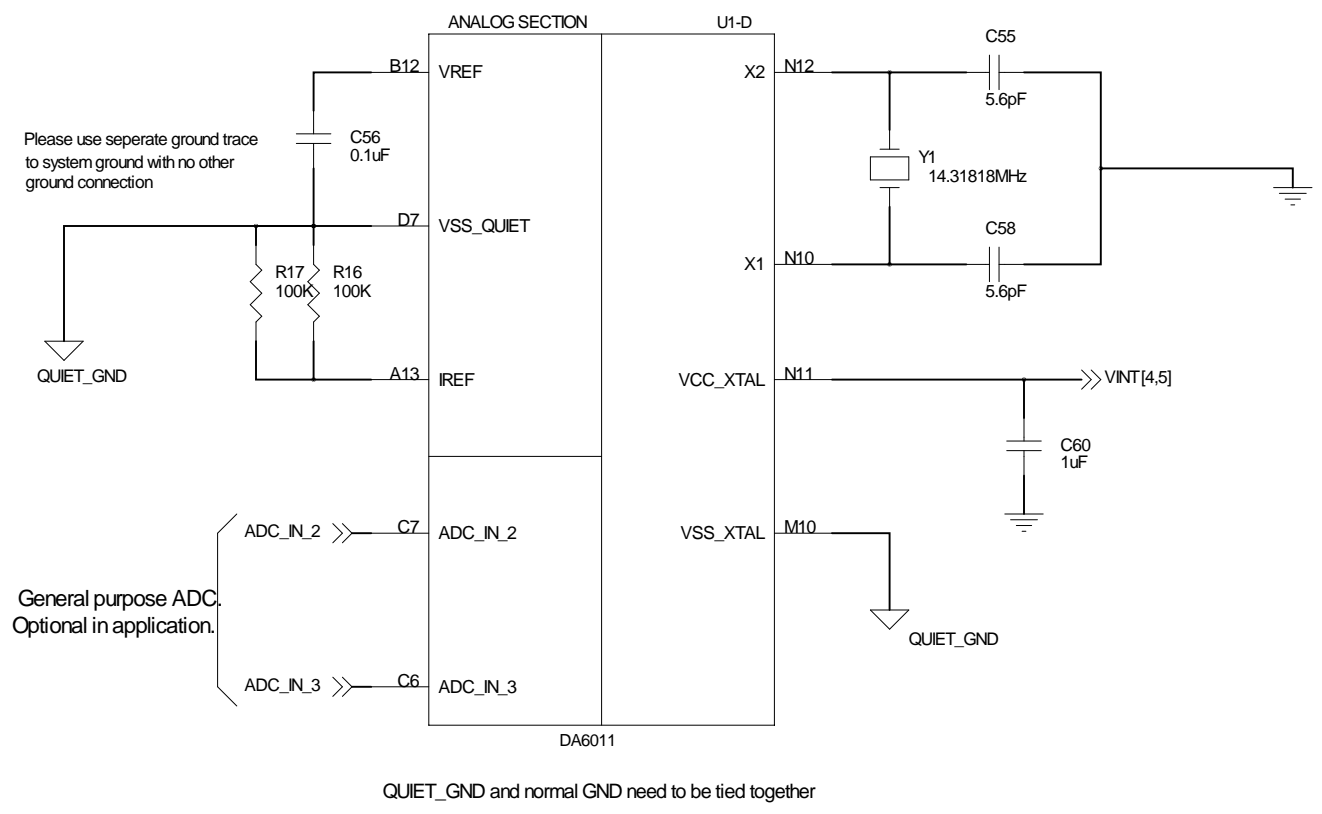 ANALOG SECTION
U1-D
B12
VREF
C56
0.1uF
Please use seperate ground trace
to system ground with no other
ground connection
D7
VSS_QUIET
R17
100K
R16
100K
QUIET_GND
A13
IREF
ADC_IN_2
C7
ADC_IN_2
General purpose ADC.
Optional in application.
ADC_IN_3
C6
ADC_IN_3
X2
N12
C55
5.6pF
Y1
14.31818MHz
X1
N10
C58
5.6pF
VCC_XTAL
N11
VINT[4,5]
C60
1uF
VSS_XTAL
M10
QUIET_GND
DA6011
QUIET_GND and normal GND need to be tied together